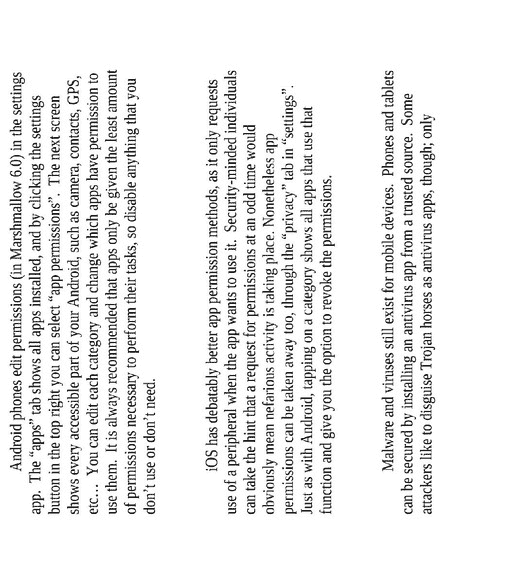 Android phones edit permissions (in Marshmallow 6.0) in the settings
app.  The “apps” tab shows all apps installed, and by clicking the settings
button in the top right you can select “app permissions”.  The next screen
shows every accessible part of your Android, such as camera, contacts, GPS,
etc…  You can edit each category and change which apps have permission to
use them.  It is always recommended that apps only be given the least amount
of permissions necessary to perform their tasks, so disable anything that you
don’t use or don’t need.
iOS has debatably better app permission methods, as it only requests
use of a peripheral when the app wants to use it.  Security-minded individuals
can take the hint that a request for permissions at an odd time would
obviously mean nefarious activity is taking place. Nonetheless app
permissions can be taken away too, through the “privacy” tab in “settings”.
Just as with Android, tapping on a category shows all apps that use that
function and give you the option to revoke the permissions.
Malware and viruses still exist for mobile devices.  Phones and tablets
can be secured by installing an antivirus app from a trusted source.  Some
attackers like to disguise Trojan horses as antivirus apps, though; only